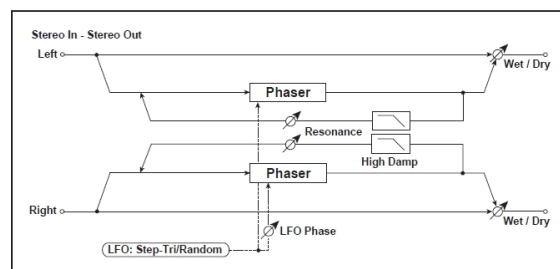 Stereo In - Stereo Out
Left
Wet / Dry
Phaser
Resonance
High Damp
Phaser
Right
LFO Phase
Wet / Dry
LFO: Step-Tri/Random